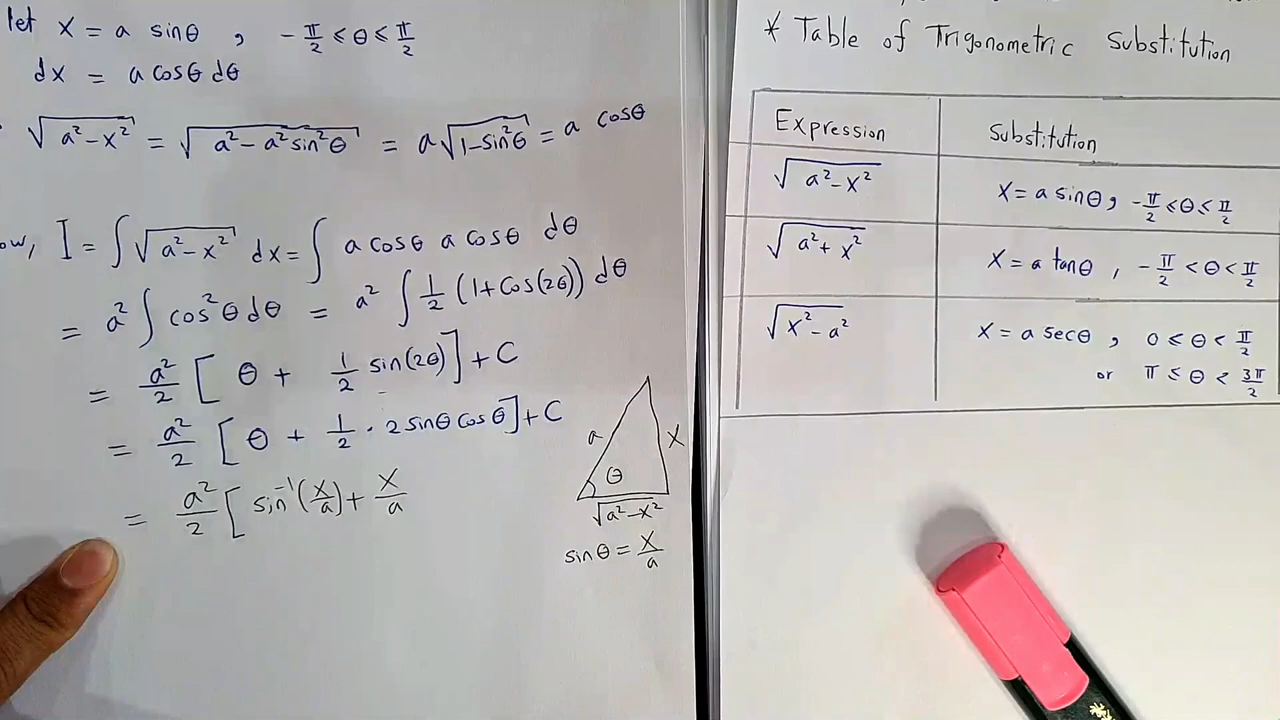 let x = a sinθ , -π/2 ≤ θ ≤ π/2
dx = a cosθ dθ
√(a²-x²) = √(a²-a²sin²θ) = a√(1-sin²θ) = a cosθ
I = ∫√(a²-x²) dx = ∫ a cosθ a cosθ dθ
= a² ∫ cos²θ dθ = a² ∫ 1/2 (1+cos(2θ)) dθ
= a²/2 [ θ + 1/2 sin(2θ)] + C
= a²/2 [ θ + 1/2 · 2 sinθ cosθ] + C
= a²/2 [ sin⁻¹(x/a) + x/a
a
x
θ
√(a²-x²)
sinθ = x/a
* Table of Trigonometric Substitution
Expression Substitution
√(a²-x²) x = a sinθ, -π/2 ≤ θ ≤ π/2
√(a²+x²) x = a tanθ , -π/2 < θ < π/2
√(x²-a²) x = a secθ , 0 ≤ θ < π/2
or π ≤ θ < 3π/2